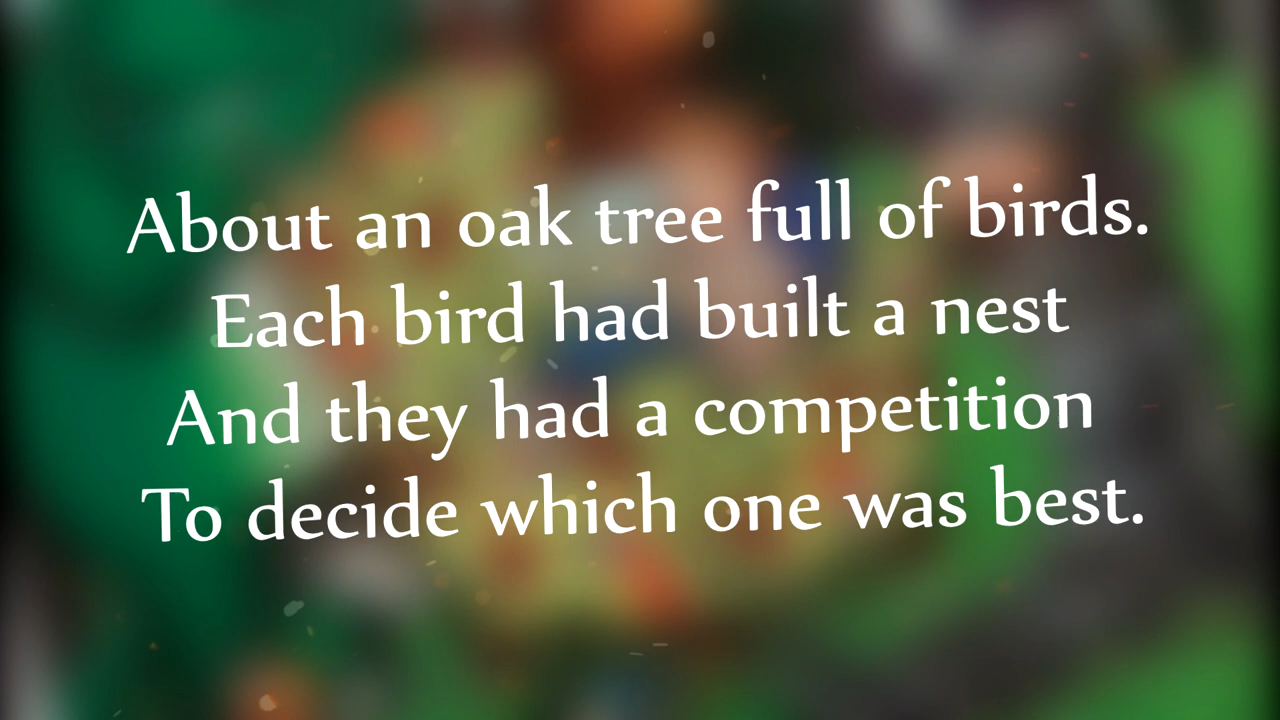 About an oak tree full of birds.
Each bird had built a nest
And they had a competition
To decide which one was best.